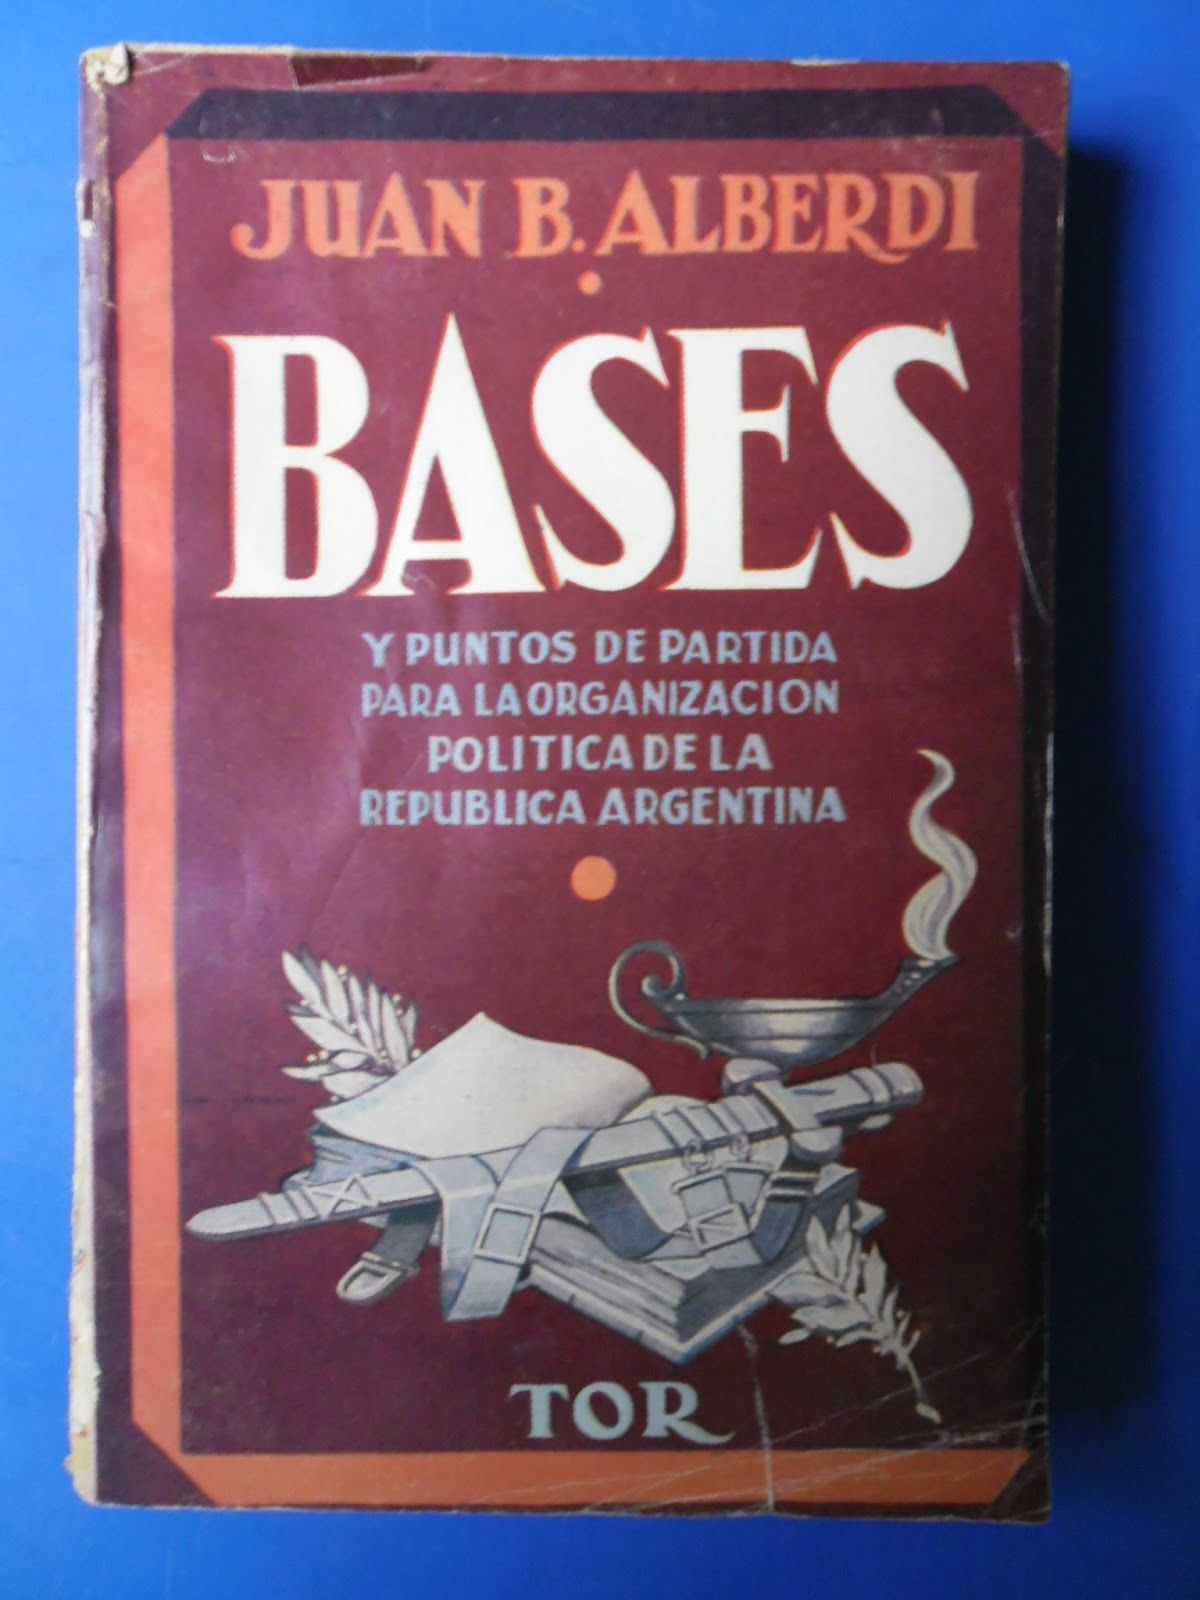 JUAN B. ALBERDI
BASES
Y PUNTOS DE PARTIDA
PARA LA ORGANIZACION
POLITICA DE LA
REPUBLICA ARGENTINA
TOR